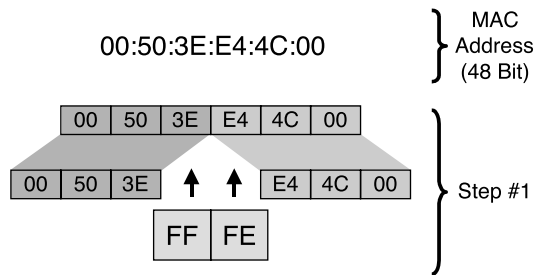 00:50:3E:E4:4C:00
MAC
Address
(48 Bit)
00 50 3E E4 4C 00
00 50 3E E4 4C 00
Step #1
FF FE